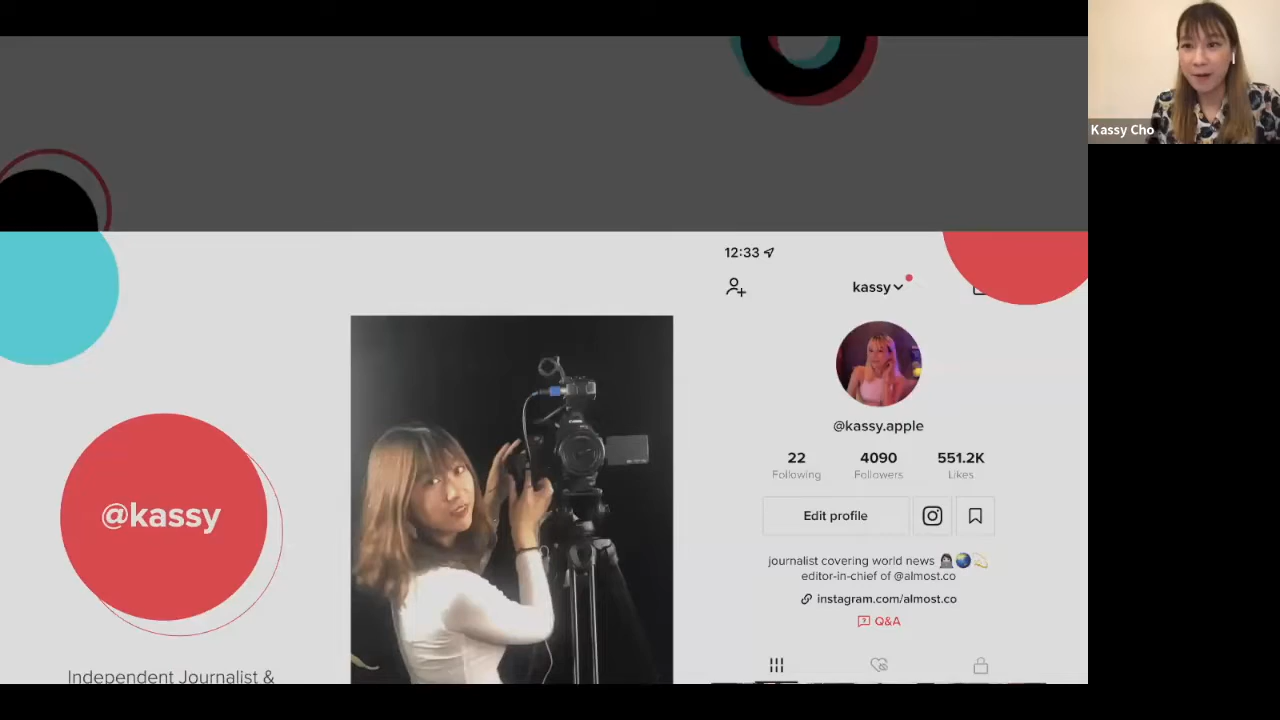 Kassy Cho
12:33
kassy
@kassy.apple
22
4090
551.2K
Following
Followers
Likes
Edit profile
journalist covering world news
editor-in-chief of @almost.co
instagram.com/almost.co
Q&A
@kassy
Independent Journalist &